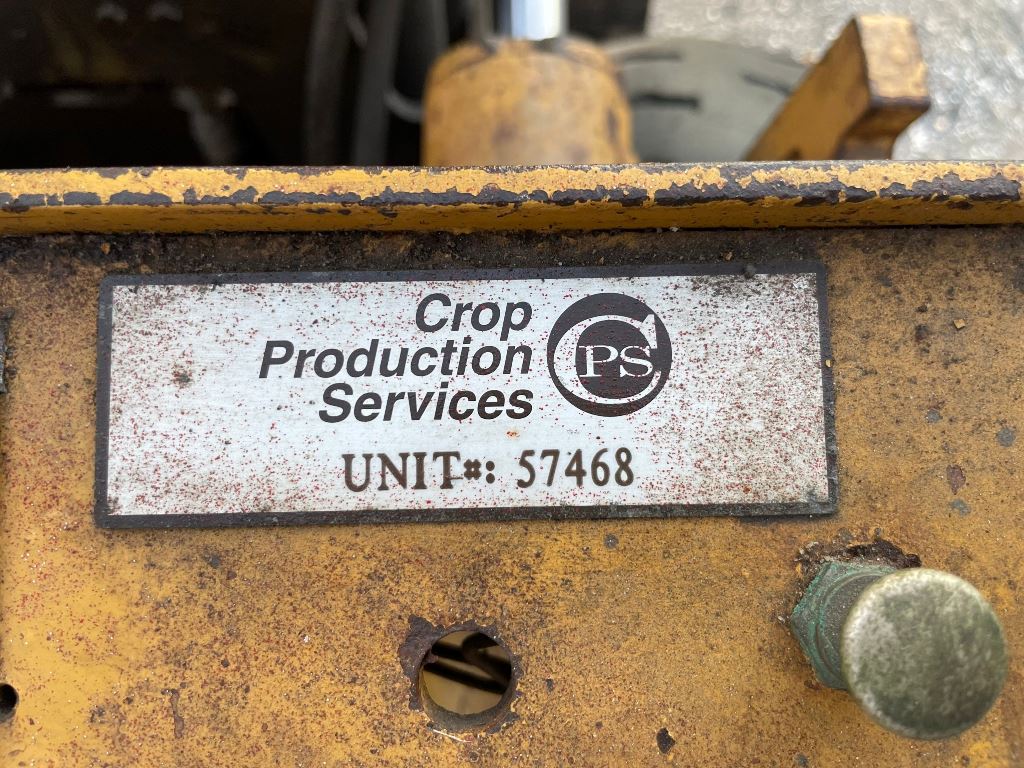 Crop
Production
Services
CPS
UNIT#: 57468